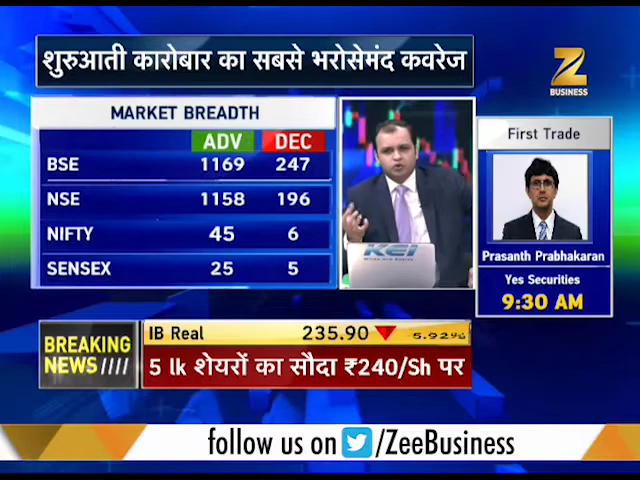 शुरुआती कारोबार का सबसे भरोसेमंद कवरेज
Z
BUSINESS
MARKET BREADTH
ADV DEC
BSE 1169 247
NSE 1158 196
NIFTY 45 6
SENSEX 25 5
KEI
First Trade
Prasanth Prabhakaran
Yes Securities
9:30 AM
BREAKING
NEWS
IB Real 235.90 5.92%
5 lk शेयरों का सौदा ₹240/Sh पर
follow us on /ZeeBusiness